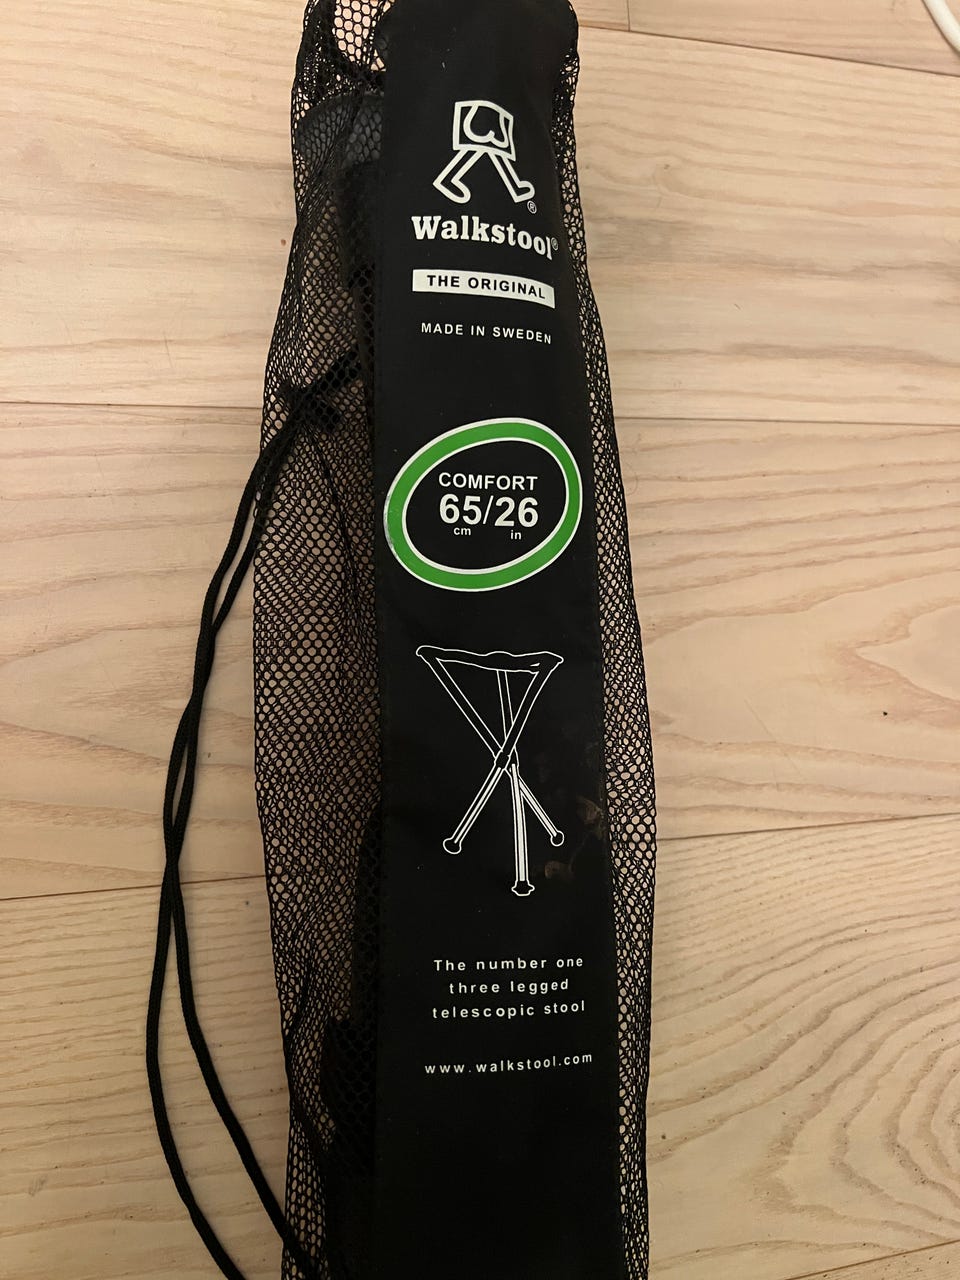 ®
Walkstool®
THE ORIGINAL
MADE IN SWEDEN
COMFORT
65/26
cm in
The number one
three legged
telescopic stool
www.walkstool.com